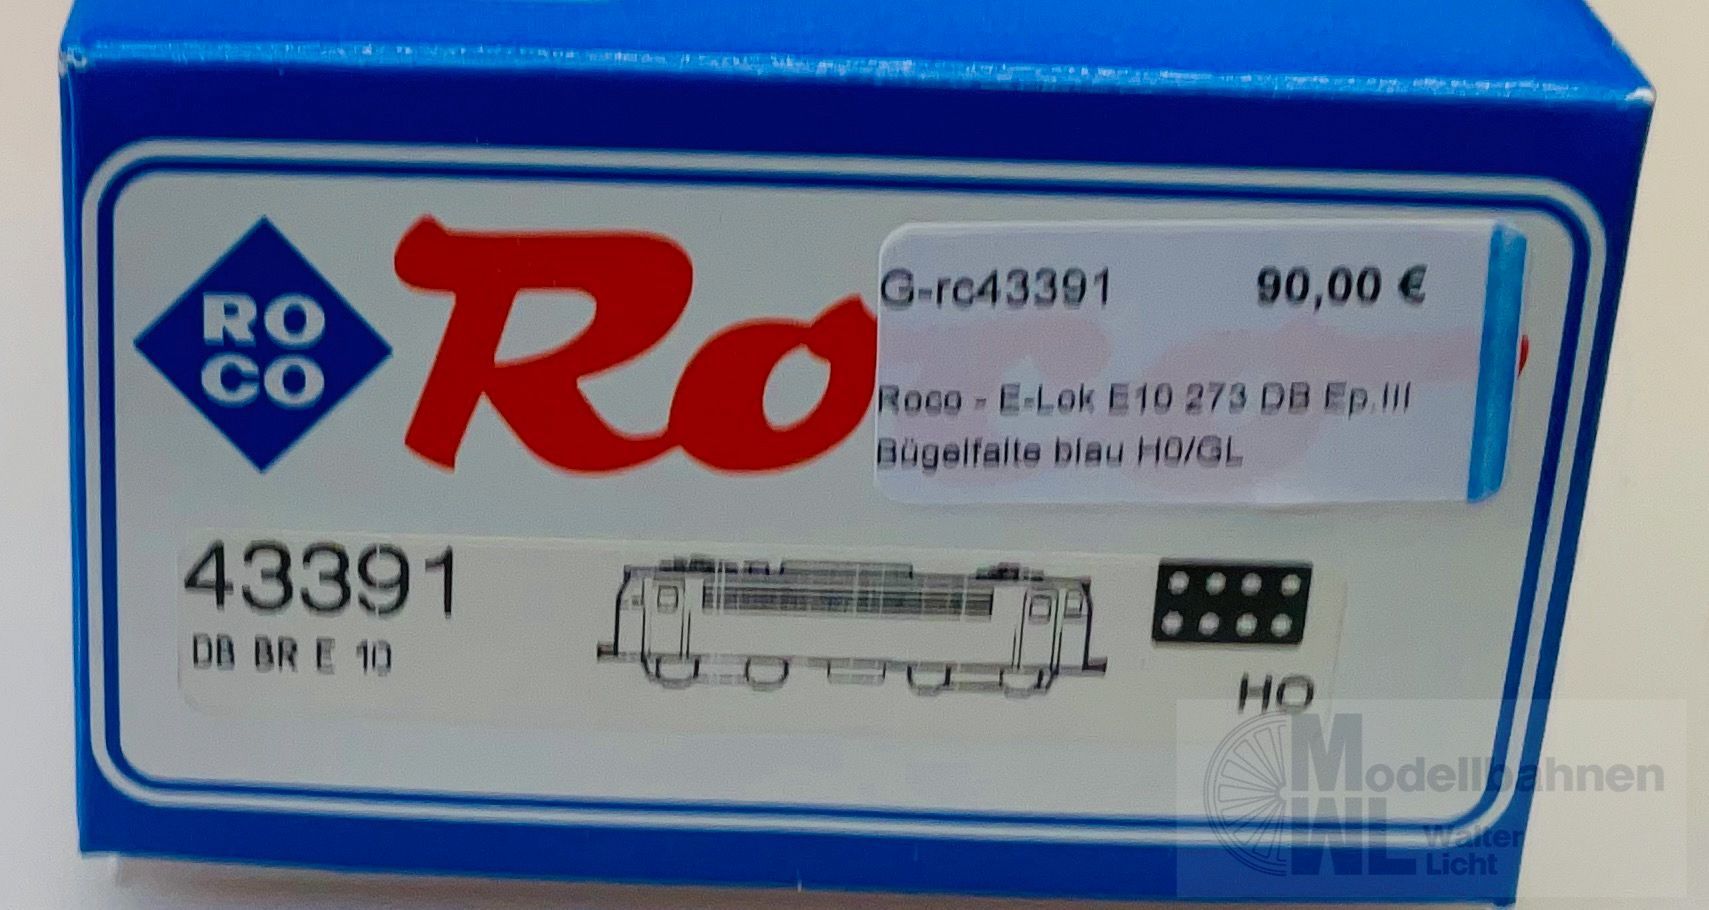 RO
CO
Ro
G-rc43391 90,00 €
Roco - E-Lok E10 273 DB Ep.III
Bügelfalte blau H0/GL
43391
DB BR E 10
HO
Modellbahnen
WL Walter
Licht